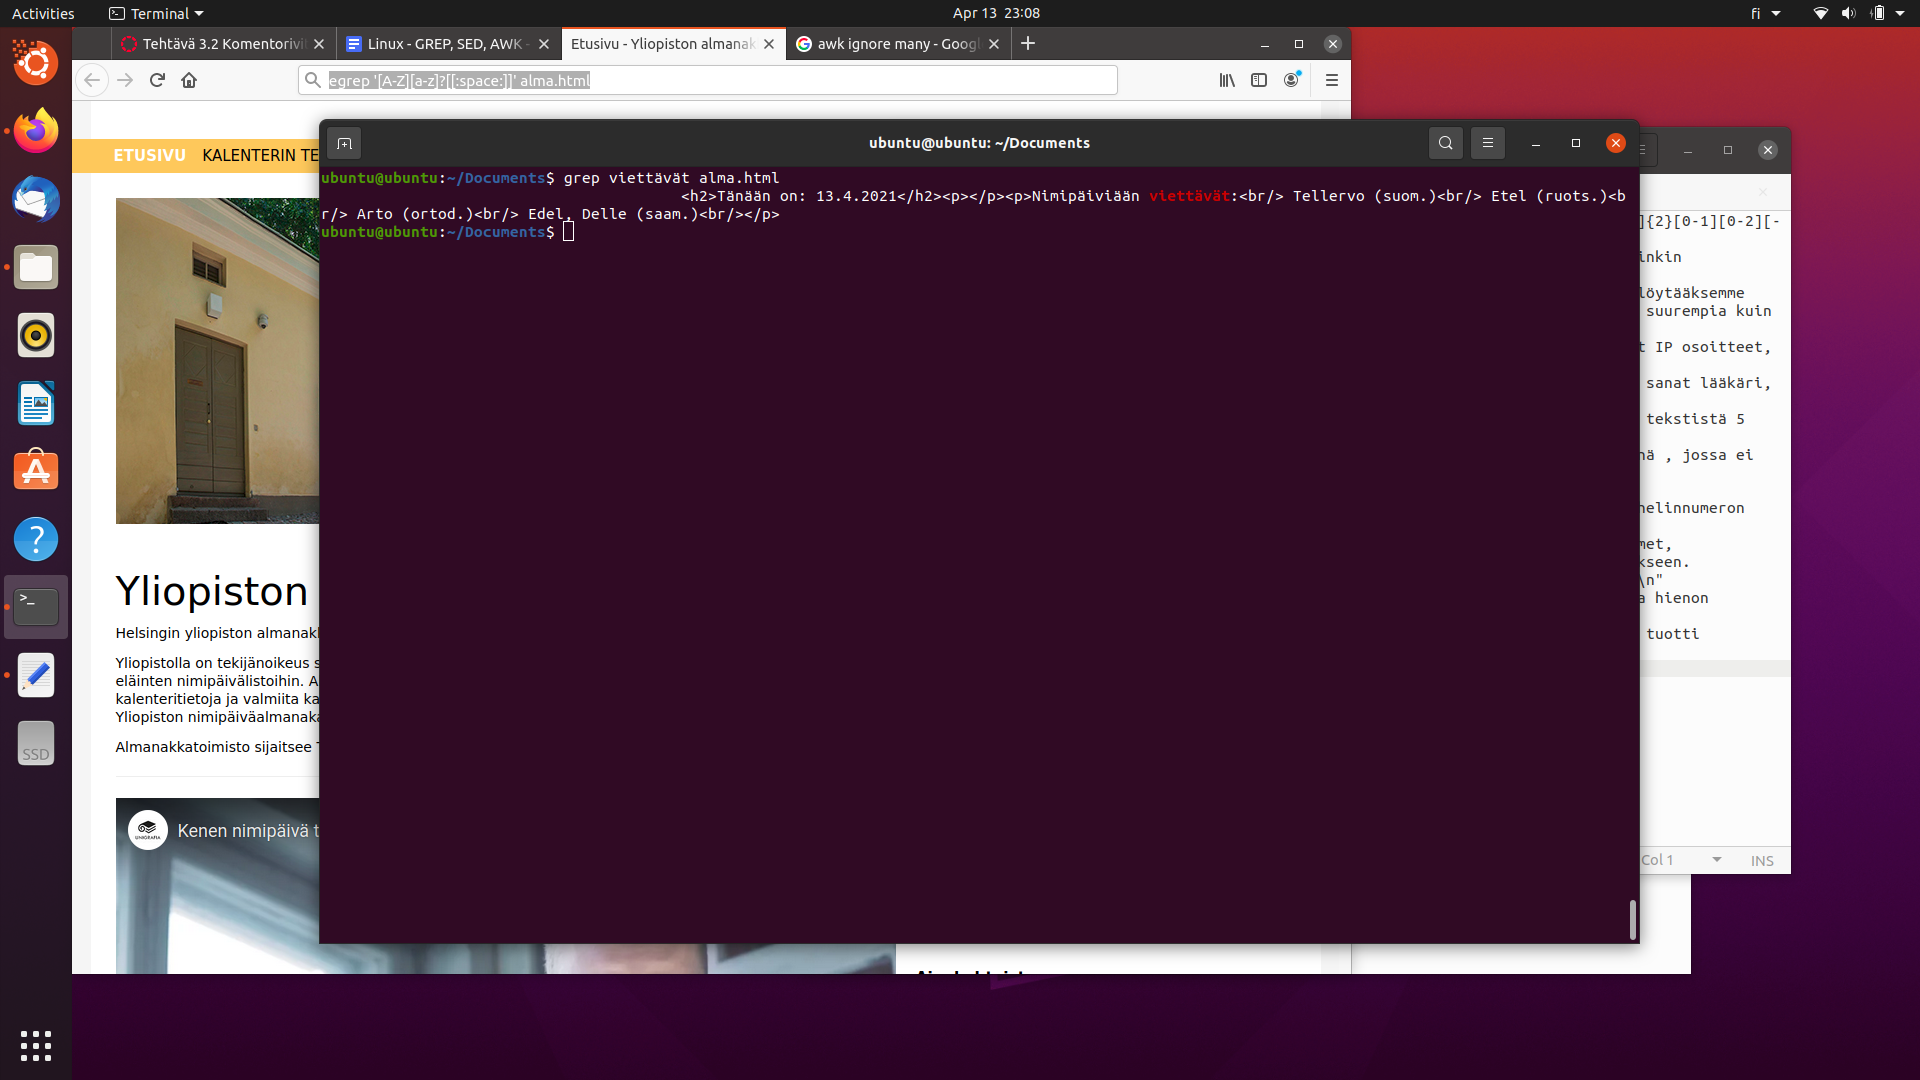 Activities
Terminal
Apr 13 23:08
fi
Tehtävä 3.2 Komentorivi
Linux - GREP, SED, AWK -
Etusivu - Yliopiston almanak
awk ignore many - Googl
egrep '[A-Z][a-z]?[[:space:]]' alma.html
ETUSIVU KALENTERIN TE
ubuntu@ubuntu: ~/Documents
ubuntu@ubuntu:~/Documents$ grep viettävät alma.html
<h2>Tänään on: 13.4.2021</h2><p></p><p>Nimipäiviään viettävät:<br/> Tellervo (suom.)<br/> Etel (ruots.)<b
r/> Arto (ortod.)<br/> Edel, Delle (saam.)<br/></p>
ubuntu@ubuntu:~/Documents$
]{2}[0-1][0-2][-
inkin
löytääksemme
suurempia kuin
t IP osoitteet,
sanat lääkäri,
tekstistä 5
nä , jossa ei
helinnumeron
met,
kseen.
\n"
a hienon
tuotti
Col 1
INS
Yliopiston
Helsingin yliopiston almanakk
Yliopistolla on tekijänoikeus s
eläinten nimipäivälistoihin. A
kalenteritietoja ja valmiita ka
Yliopiston nimipäiväalmanaka
Almanakkatoimisto sijaitsee T
UNIGRAFIA
Kenen nimipäivä t
SSD